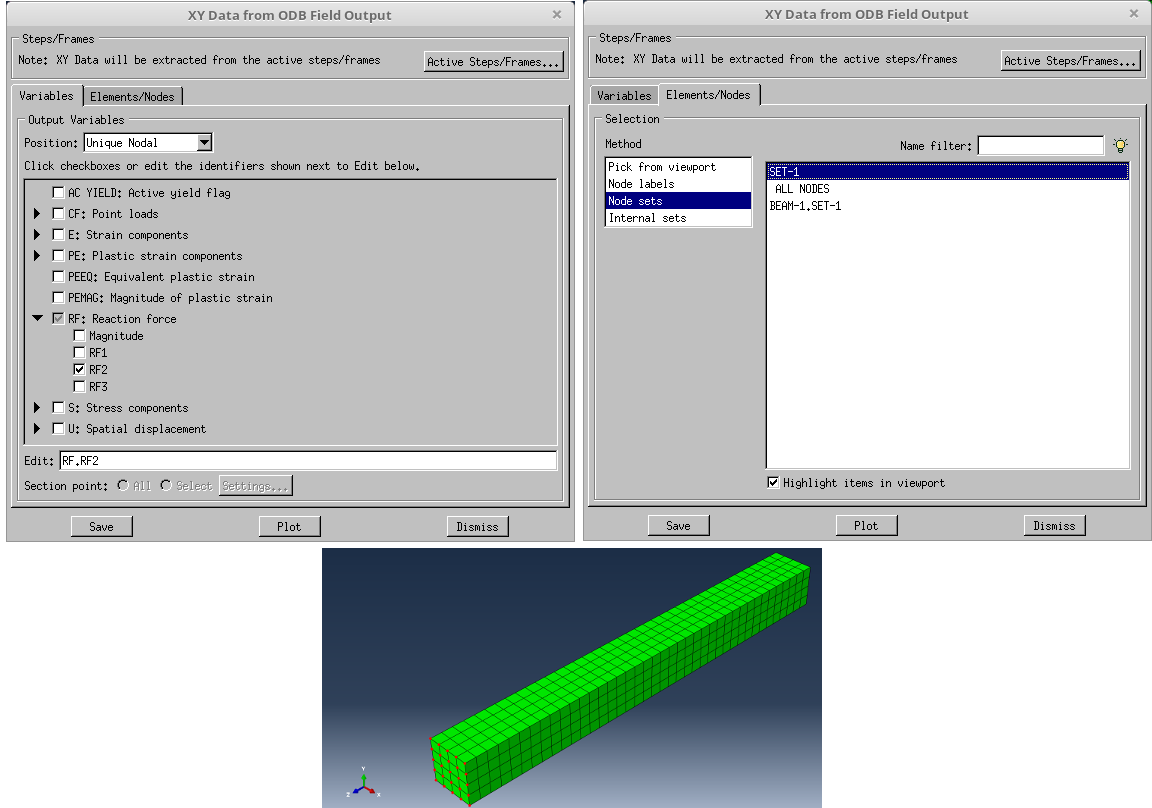 XY Data from ODB Field Output
Steps/Frames
Note: XY Data will be extracted from the active steps/frames
Active Steps/Frames...
Variables
Elements/Nodes
Output Variables
Position: Unique Nodal
Click checkboxes or edit the identifiers shown next to Edit below.
AC YIELD: Active yield flag
CF: Point loads
E: Strain components
PE: Plastic strain components
PEEQ: Equivalent plastic strain
PEMAG: Magnitude of plastic strain
RF: Reaction force
Magnitude
RF1
RF2
RF3
S: Stress components
U: Spatial displacement
Edit: RF.RF2
Section point: All Select Settings...
Save Plot Dismiss
XY Data from ODB Field Output
Steps/Frames
Note: XY Data will be extracted from the active steps/frames
Active Steps/Frames...
Variables
Elements/Nodes
Selection
Method
Pick from viewport
Node labels
Node sets
Internal sets
Name filter:
SET-1
ALL NODES
BEAM-1.SET-1
Highlight items in viewport
Save Plot Dismiss
Y
Z X